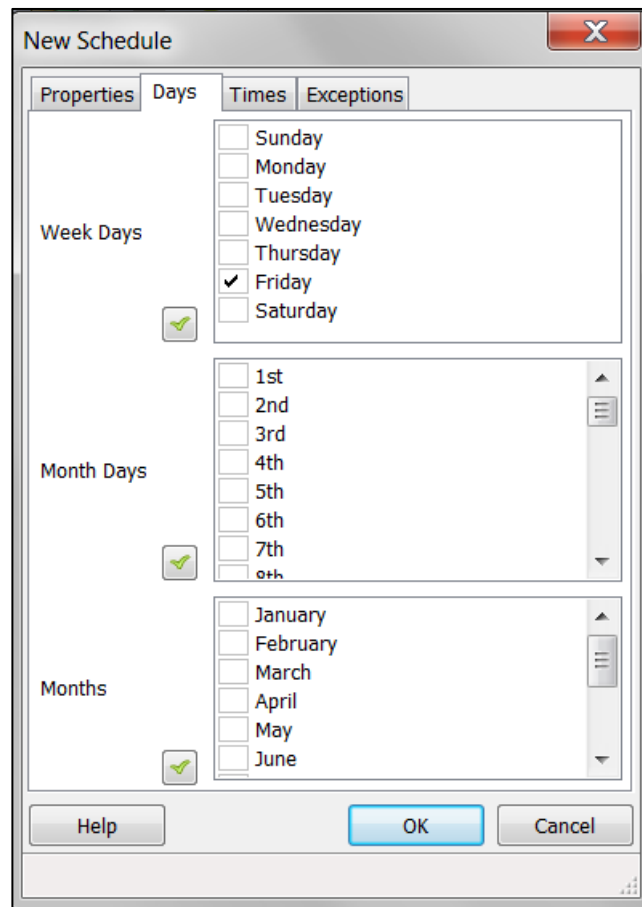 New Schedule
Properties Days Times Exceptions
Week Days
Sunday
Monday
Tuesday
Wednesday
Thursday
Friday
Saturday
Month Days
1st
2nd
3rd
4th
5th
6th
7th
8th
Months
January
February
March
April
May
June
Help OK Cancel